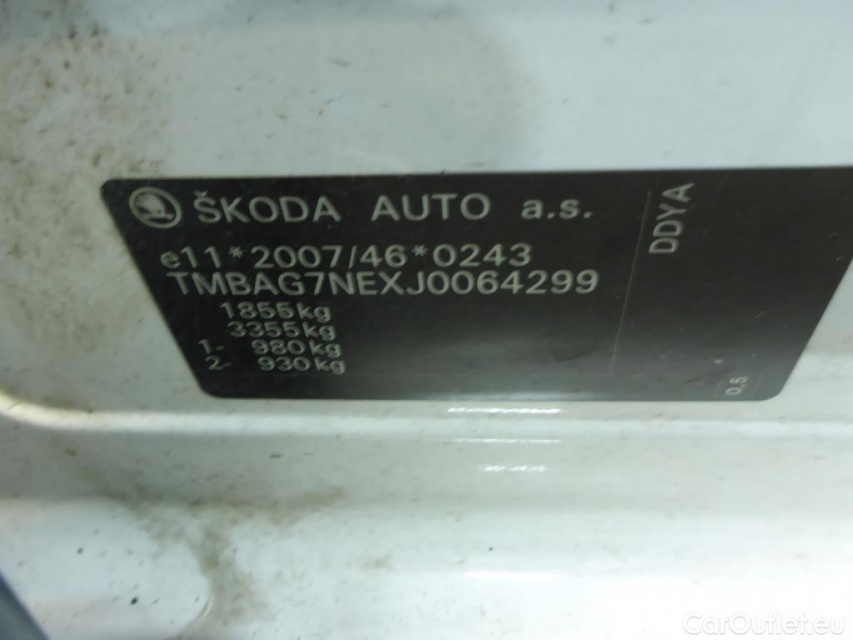 ŠKODA AUTO a.s.
e11*2007/46*0243
TMBAG7NEXJ0064299
1855kg
3355kg
1- 980kg
2- 930kg
DDYA
0,5
CarOutlet.eu